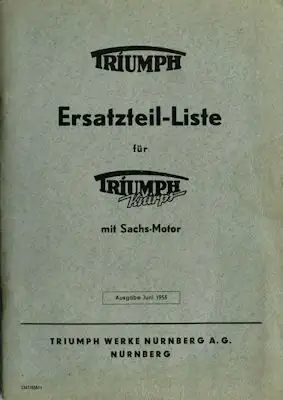 TRIUMPH
Ersatzteil-Liste
für
TRIUMPH
Knirps
mit Sachs-Motor
Ausgabe Juni 1955
TRIUMPH WERKE NÜRNBERG A.G.
NÜRNBERG